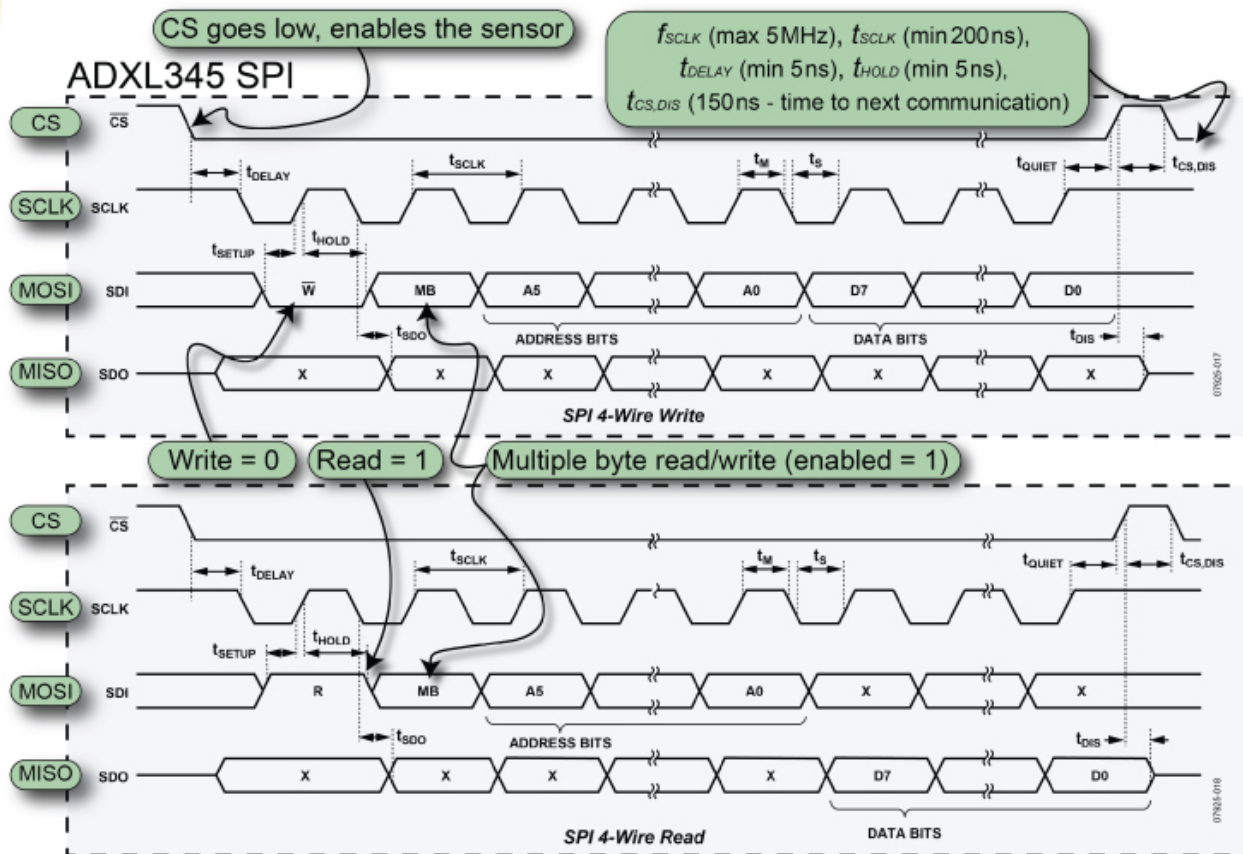 CS goes low, enables the sensor
fSCLK (max 5MHz), tSCLK (min 200ns),
tDELAY (min 5ns), tHOLD (min 5ns),
tCS,DIS (150ns - time to next communication)
ADXL345 SPI
CS CS
tDELAY tSCLK tM tS tQUIET tCS,DIS
SCLK SCLK
tSETUP tHOLD
MOSI SDI W MB A5 A0 D7 D0
tSDO ADDRESS BITS DATA BITS tDIS
MISO SDO X X X X X X
07925-017
SPI 4-Wire Write
Write = 0 Read = 1 Multiple byte read/write (enabled = 1)
CS CS
tDELAY tSCLK tM tS tQUIET tCS,DIS
SCLK SCLK
tSETUP tHOLD
MOSI SDI R MB A5 A0 X X
tSDO ADDRESS BITS tDIS
MISO SDO X X X X D7 D0
07925-018
DATA BITS
SPI 4-Wire Read